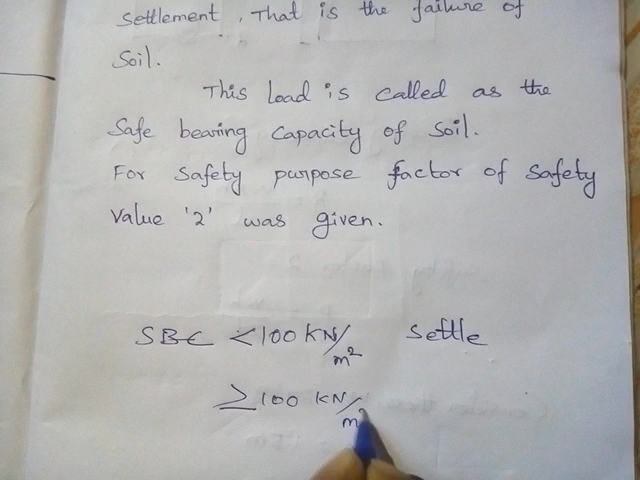 Settlement, That is the failure of
Soil.
This Load is called as the
Safe bearing capacity of soil.
For safety purpose factor of safety
Value '2' was given.
SBC < 100 KN/m² Settle
≥ 100 KN/m²